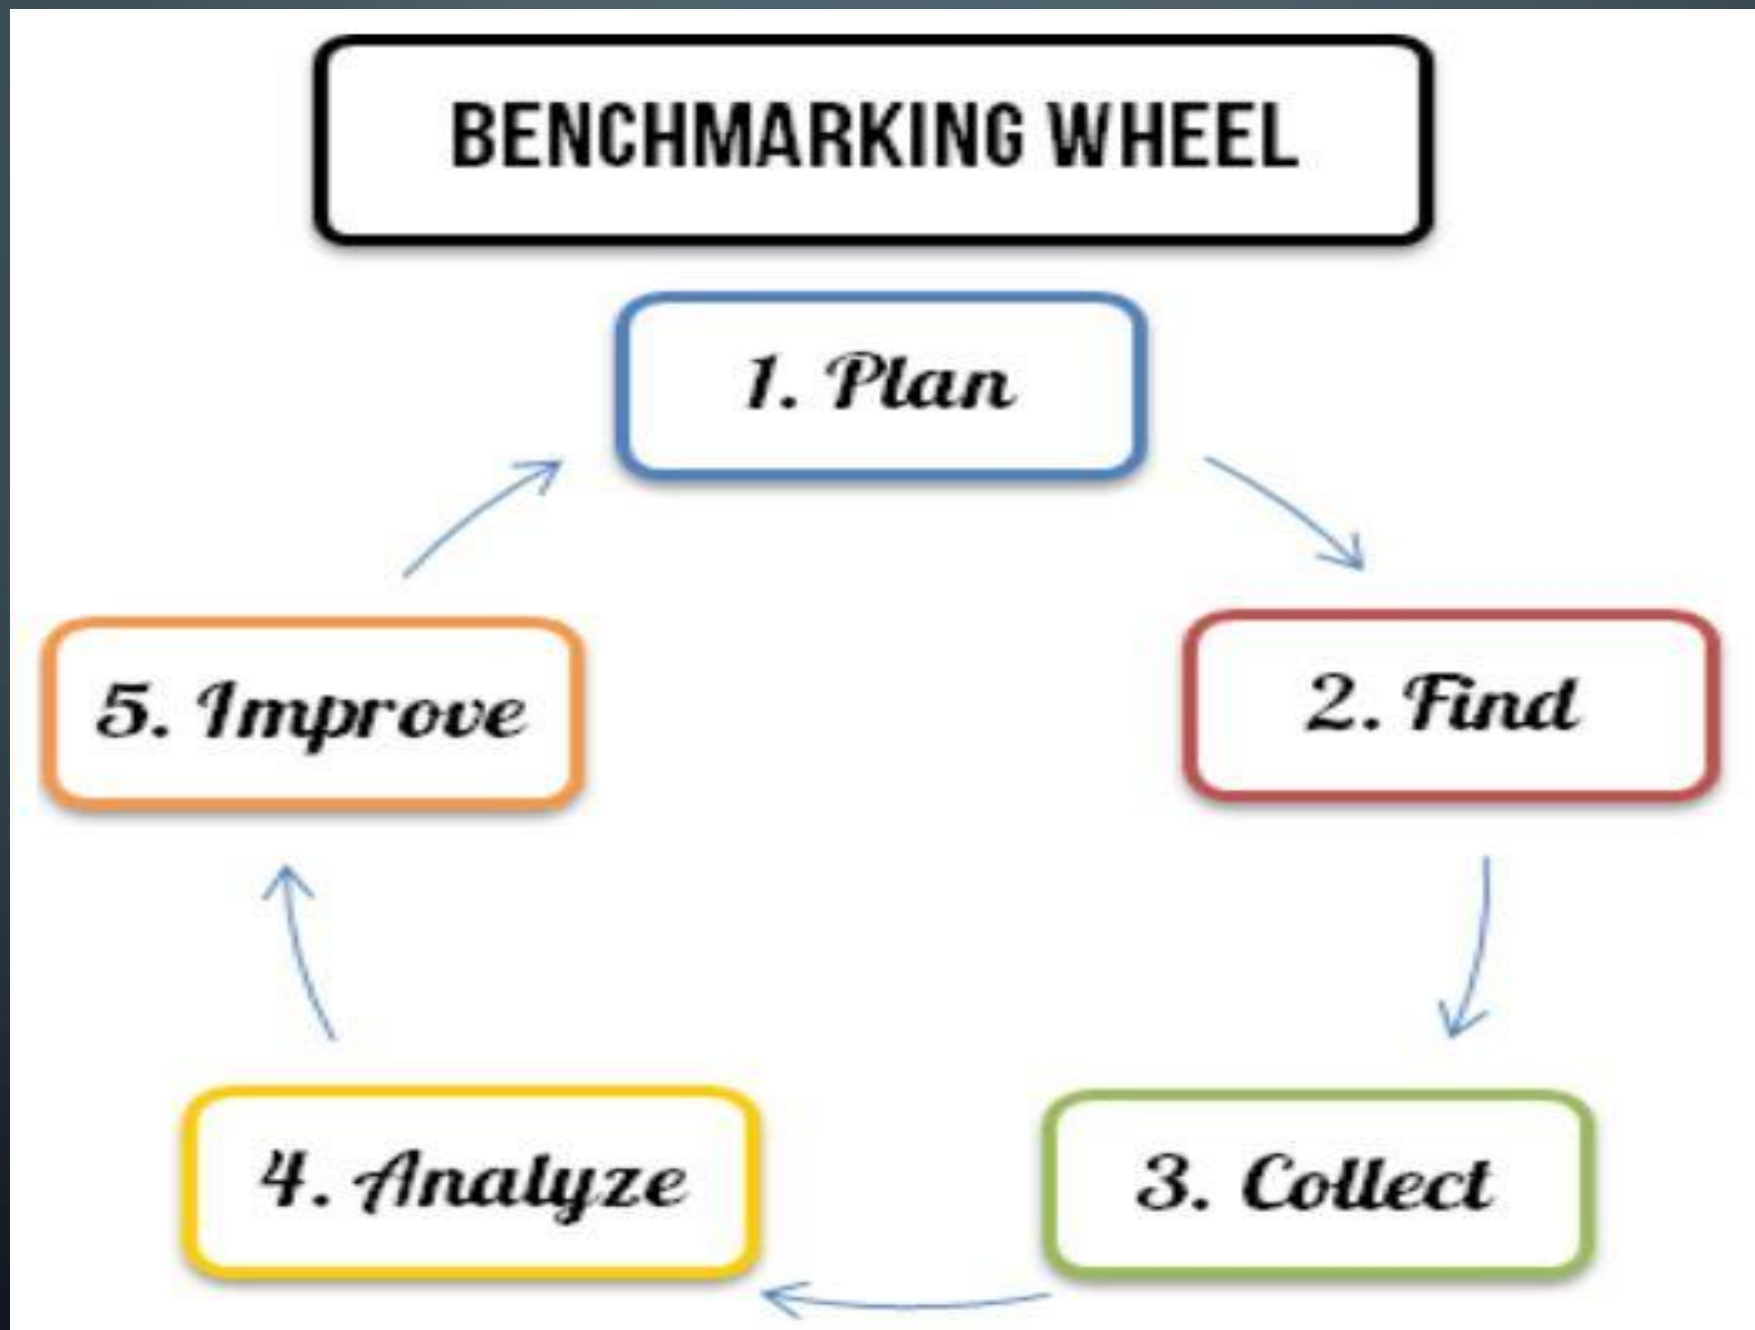 BENCHMARKING WHEEL
1. Plan
2. Find
3. Collect
4. Analyze
5. Improve